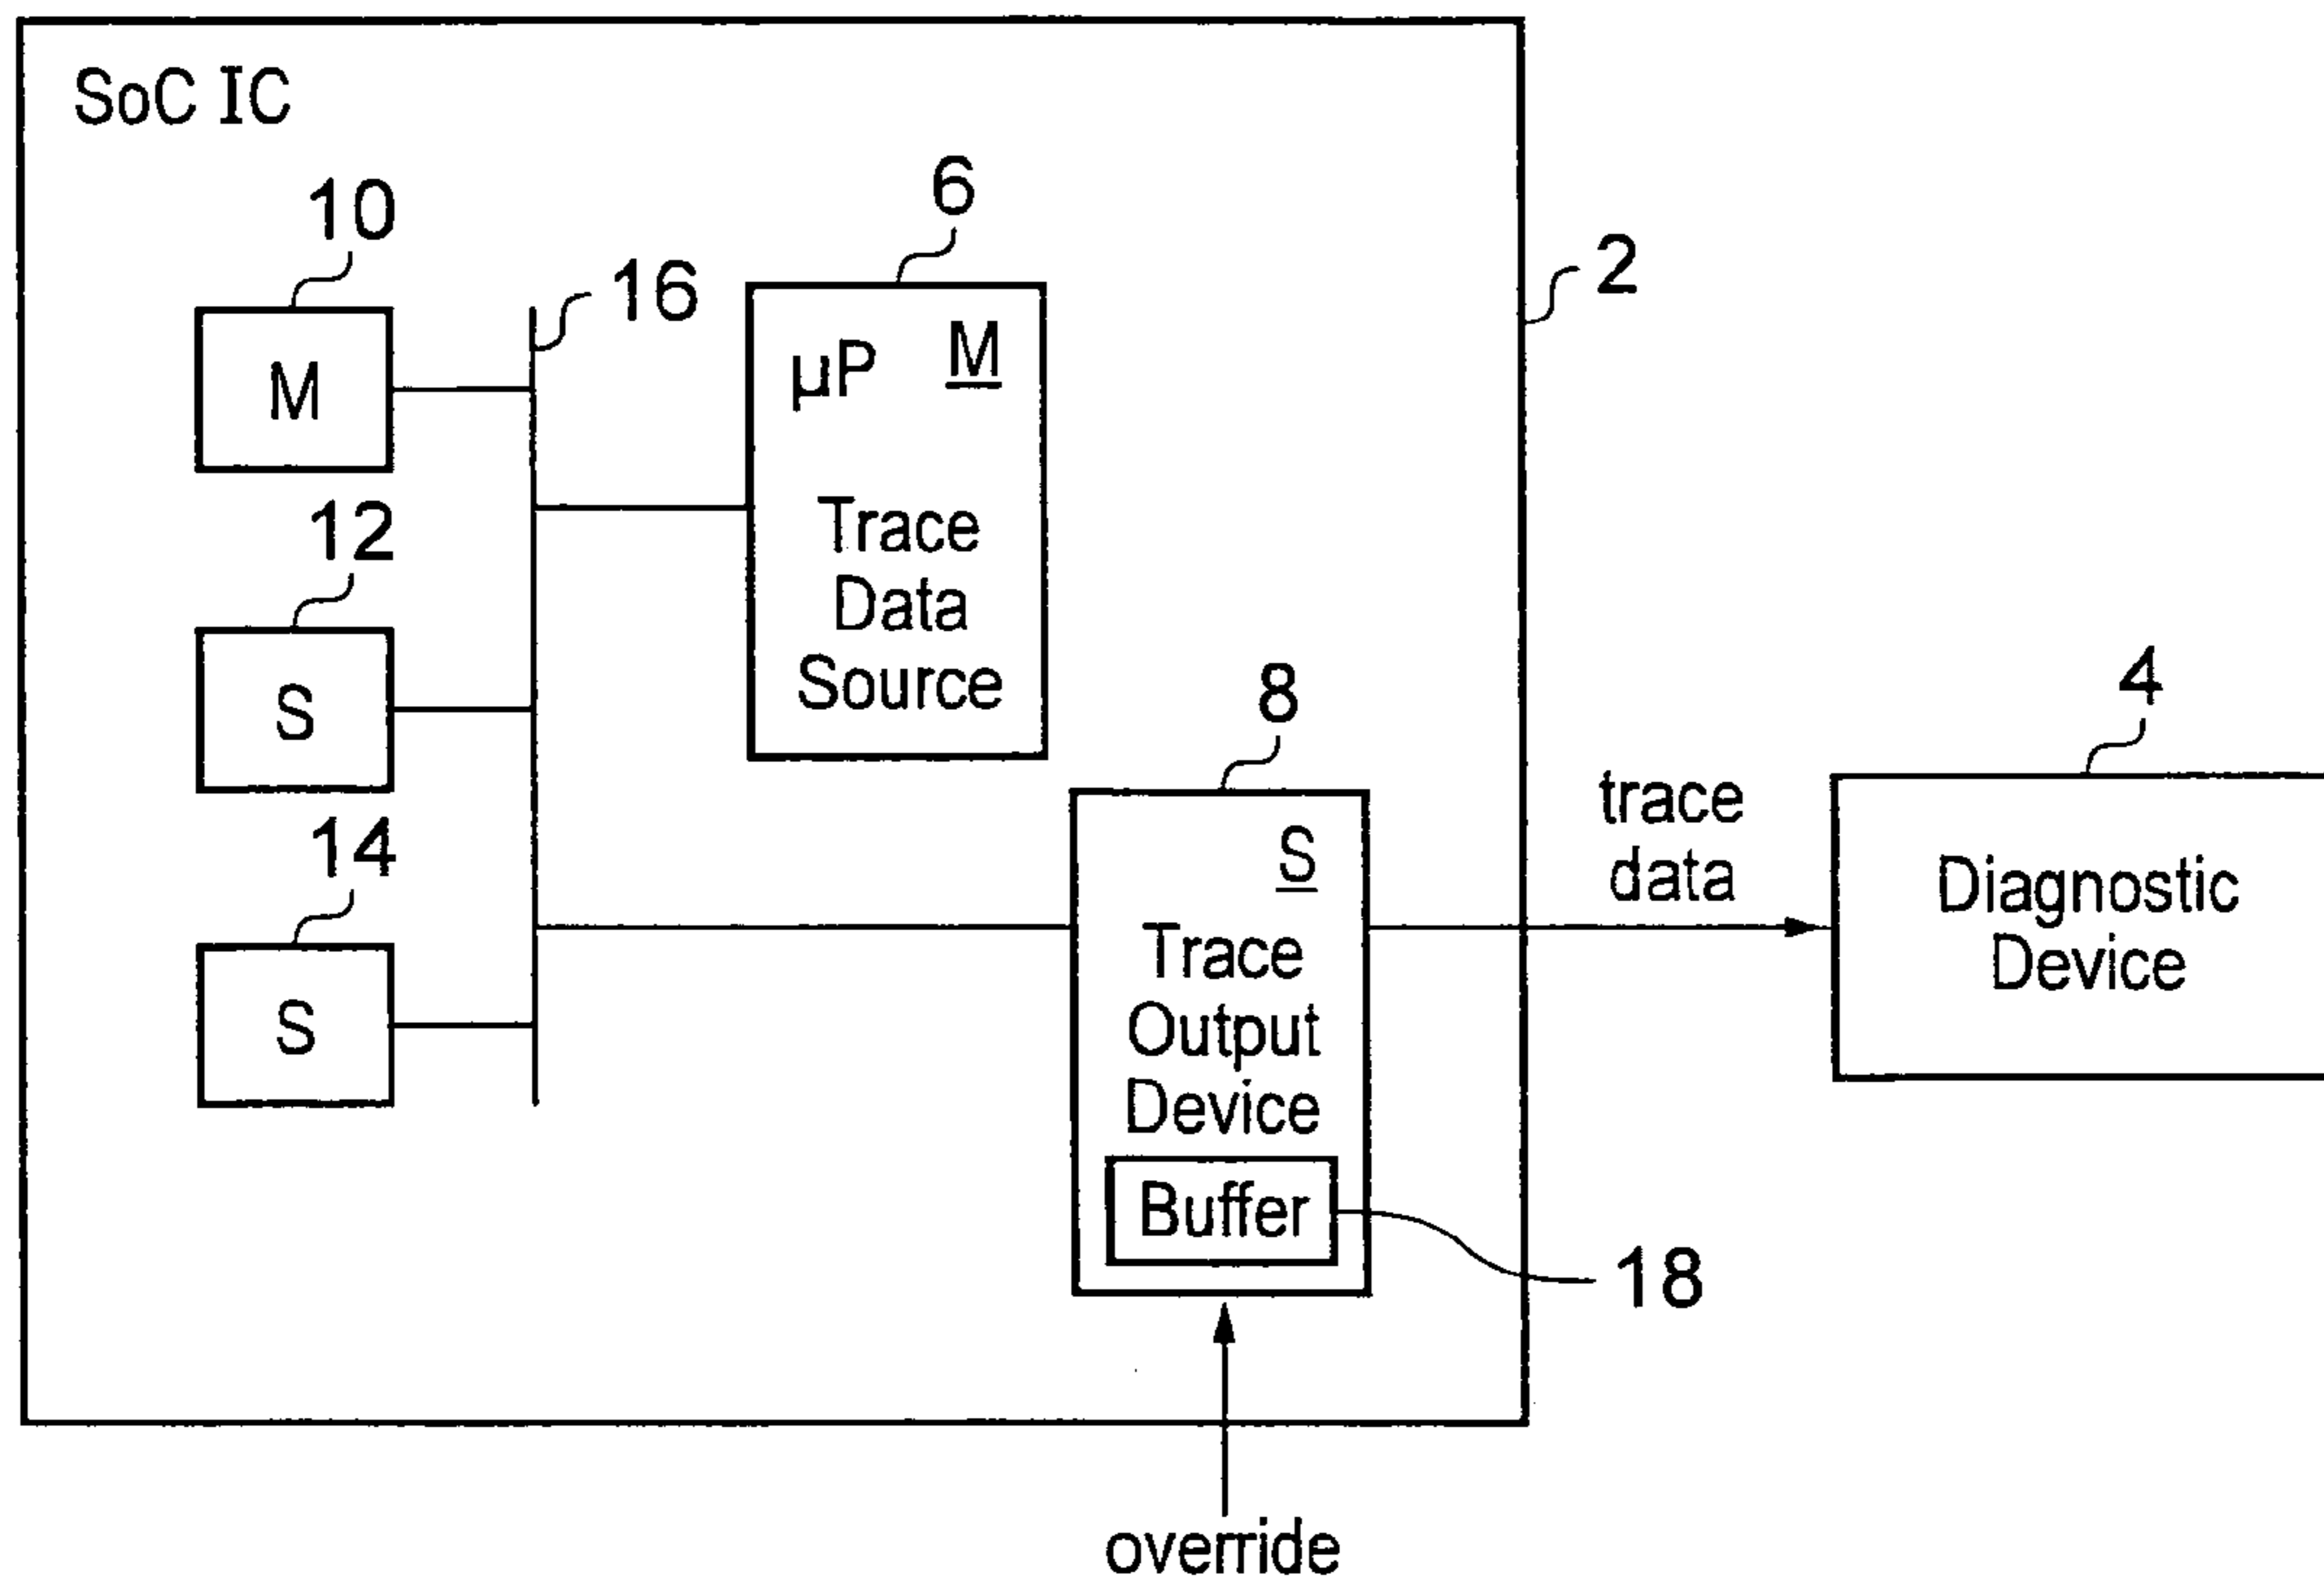 SoC IC
10
6
16
2
M
µP M
12
Trace
Data
Source
S
8
4
14
trace
data
S
Diagnostic
Device
Trace
Output
Device
S
Buffer
18
override